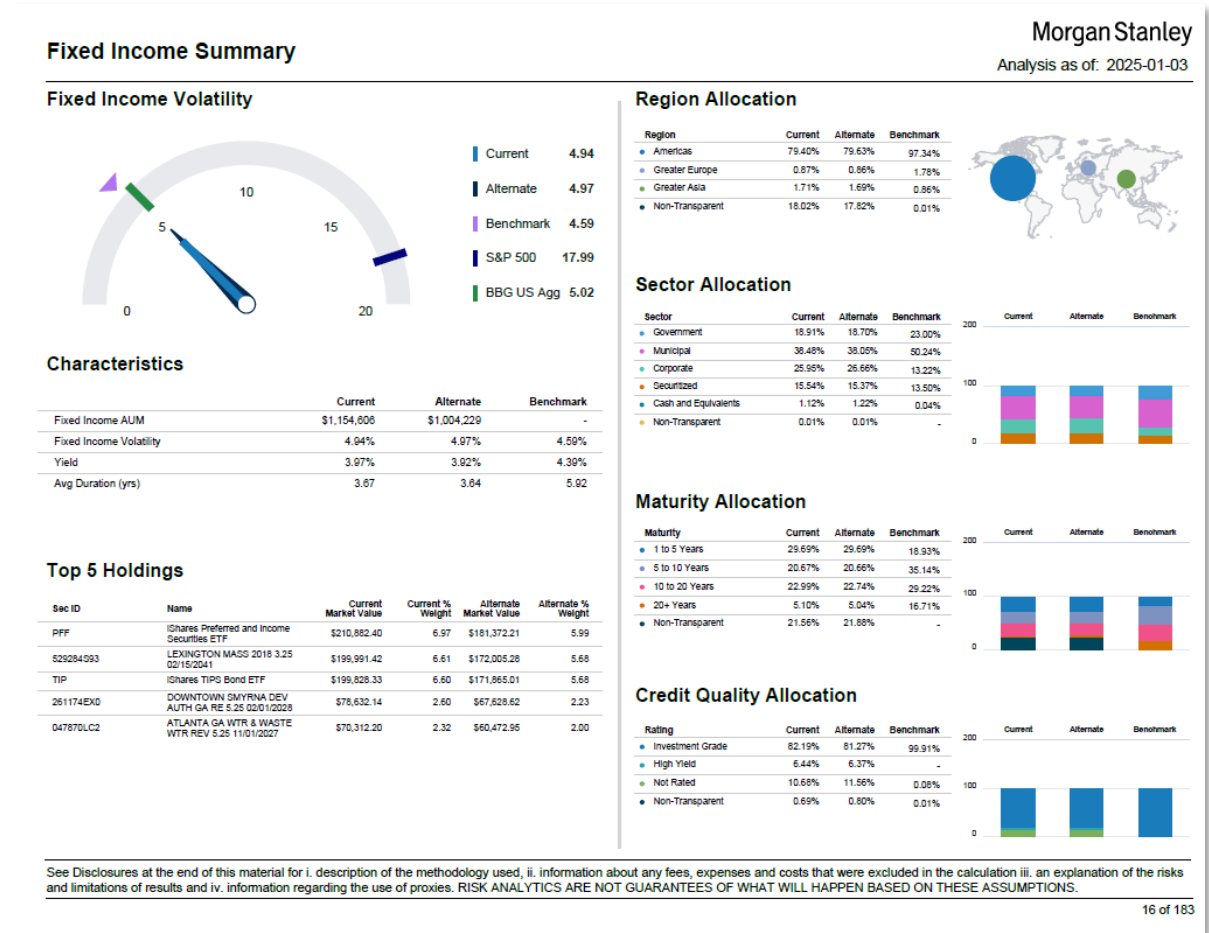 Morgan Stanley
Fixed Income Summary
Analysis as of: 2025-01-03
Fixed Income Volatility
0
5
10
15
20
Current 4.94
Alternate 4.97
Benchmark 4.59
S&P 500 17.99
BBG US Agg 5.02
Characteristics
Current Alternate Benchmark
Fixed Income AUM $1,154,606 $1,004,229 -
Fixed Income Volatility 4.94% 4.97% 4.59%
Yield 3.97% 3.92% 4.39%
Avg Duration (yrs) 3.67 3.64 5.92
Top 5 Holdings
Sec ID Name Current Market Value Current % Weight Alternate Market Value Alternate % Weight
PFF iShares Preferred and Income Securities ETF $210,882.40 6.97 $181,372.21 5.99
529284S93 LEXINGTON MASS 2018 3.25 02/15/2041 $199,991.42 6.61 $172,005.28 5.68
TIP iShares TIPS Bond ETF $199,828.33 6.60 $171,865.01 5.68
261174EX0 DOWNTOWN SMYRNA DEV AUTH GA RE 5.25 02/01/2028 $78,632.14 2.60 $67,628.62 2.23
047870LC2 ATLANTA GA WTR & WASTE WTR REV 5.25 11/01/2027 $70,312.20 2.32 $60,472.95 2.00
Region Allocation
Region Current Alternate Benchmark
Americas 79.40% 79.63% 97.34%
Greater Europe 0.87% 0.86% 1.78%
Greater Asia 1.71% 1.69% 0.86%
Non-Transparent 18.02% 17.82% 0.01%
Sector Allocation
Sector Current Alternate Benchmark
Government 18.91% 18.70% 23.00%
Municipal 38.48% 38.05% 50.24%
Corporate 25.95% 26.66% 13.22%
Securitized 15.54% 15.37% 13.50%
Cash and Equivalents 1.12% 1.22% 0.04%
Non-Transparent 0.01% 0.01% -
Current Alternate Benchmark
200
100
0
Maturity Allocation
Maturity Current Alternate Benchmark
1 to 5 Years 29.69% 29.69% 18.93%
5 to 10 Years 20.67% 20.66% 35.14%
10 to 20 Years 22.99% 22.74% 29.22%
20+ Years 5.10% 5.04% 16.71%
Non-Transparent 21.56% 21.88% -
Current Alternate Benchmark
200
100
0
Credit Quality Allocation
Rating Current Alternate Benchmark
Investment Grade 82.19% 81.27% 99.91%
High Yield 6.44% 6.37% -
Not Rated 10.68% 11.56% 0.08%
Non-Transparent 0.69% 0.80% 0.01%
Current Alternate Benchmark
200
100
0
See Disclosures at the end of this material for i. description of the methodology used, ii. information about any fees, expenses and costs that were excluded in the calculation iii. an explanation of the risks
and limitations of results and iv. information regarding the use of proxies. RISK ANALYTICS ARE NOT GUARANTEES OF WHAT WILL HAPPEN BASED ON THESE ASSUMPTIONS.
16 of 183